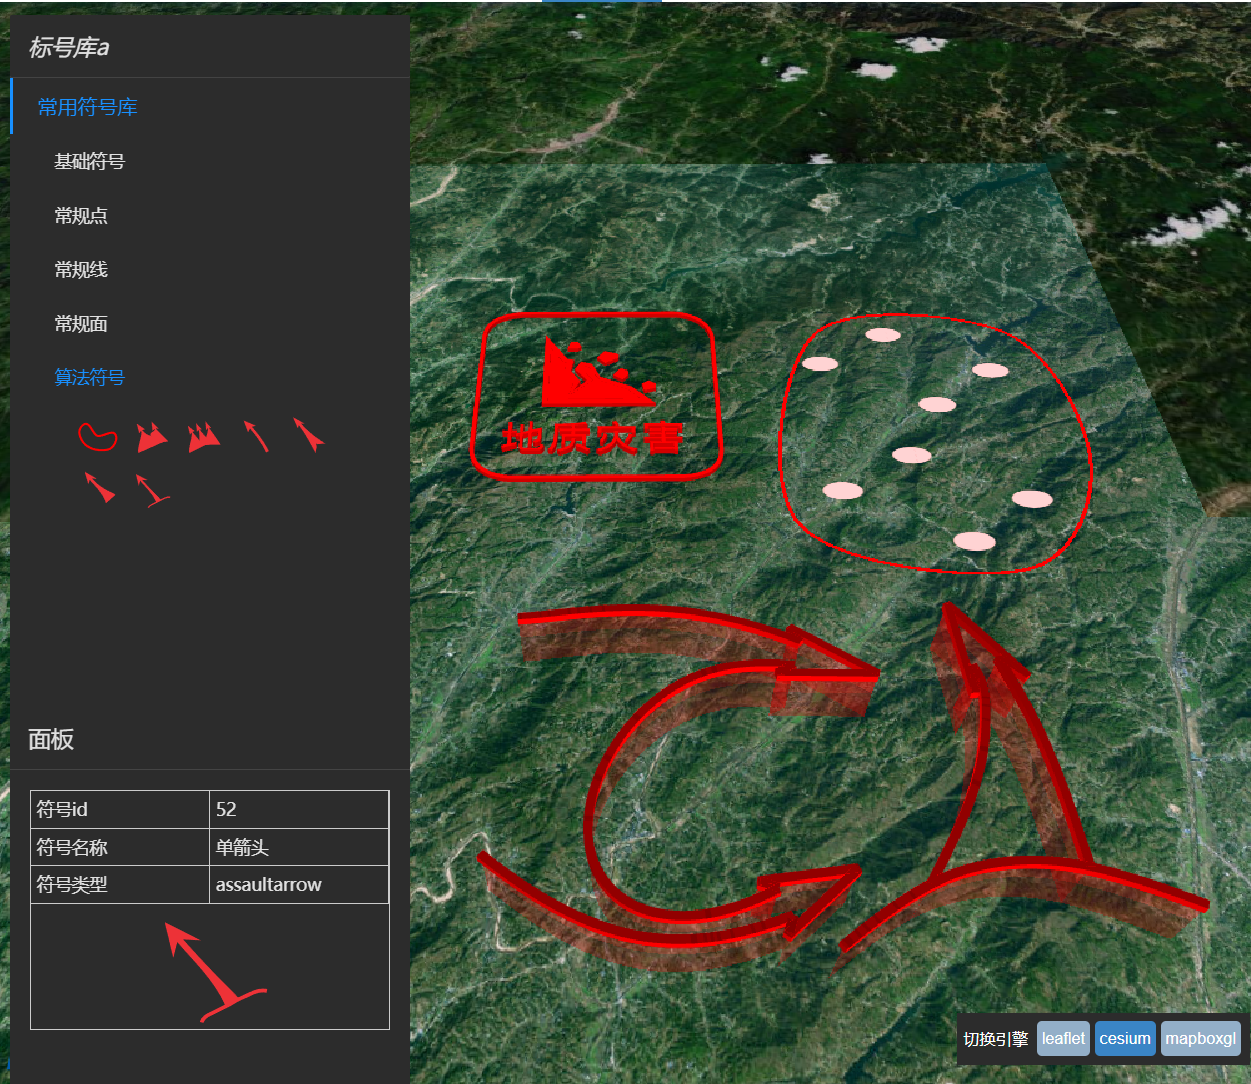 标号库a
常用符号库
基础符号
常规点
常规线
常规面
算法符号
地质灾害
面板
符号id 52
符号名称 单箭头
符号类型 assaultarrow
切换引擎 leaflet cesium mapboxgl